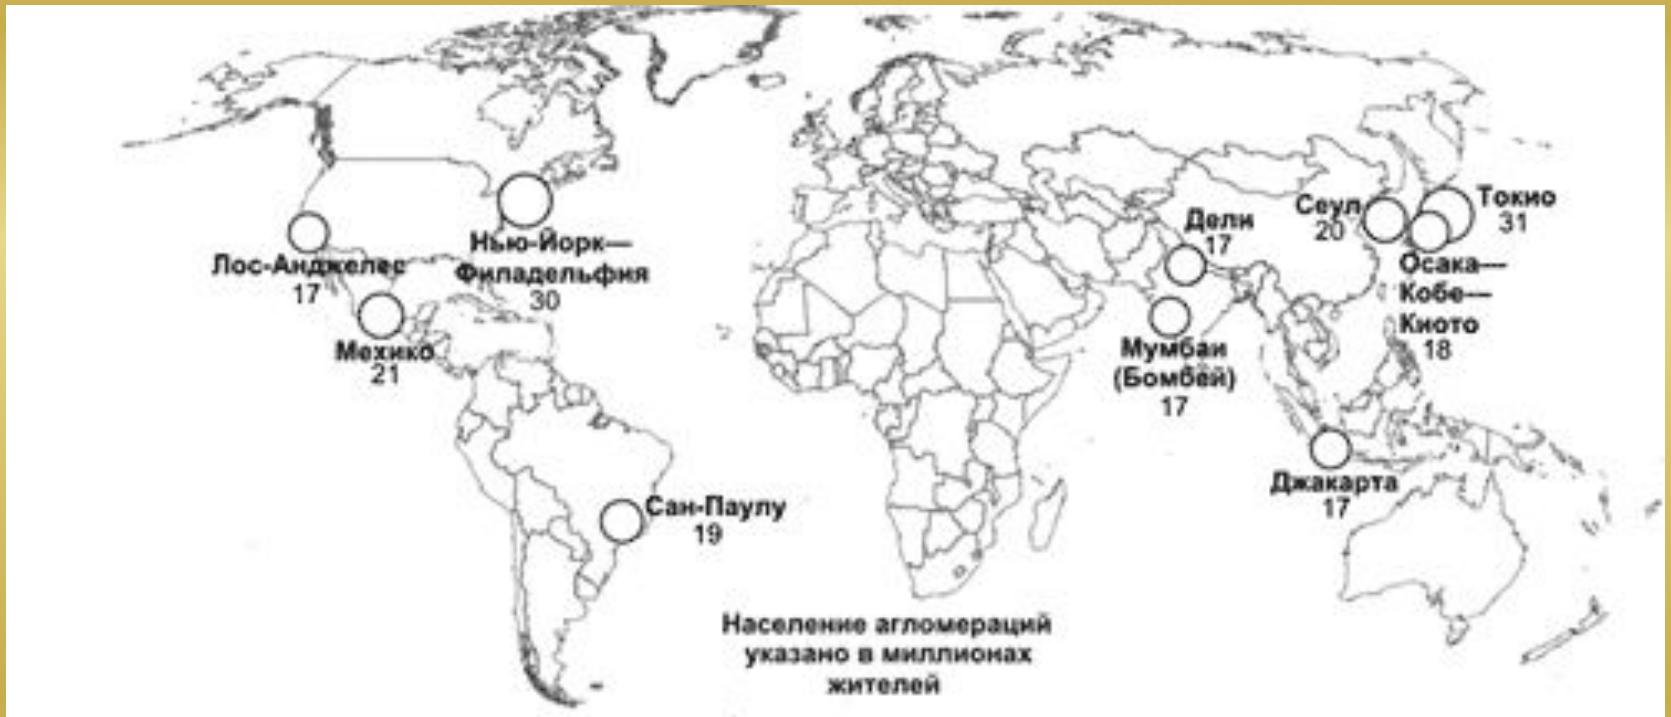 Лос-Анджелес
17
Нью-Йорк—
Филадельфия
30
Мехико
21
Сан-Паулу
19
Дели
17
Мумбаи
(Бомбей)
17
Сеул
20
Токио
31
Осака—
Кобе—
Киото
18
Джакарта
17
Население агломераций
указано в миллионах
жителей